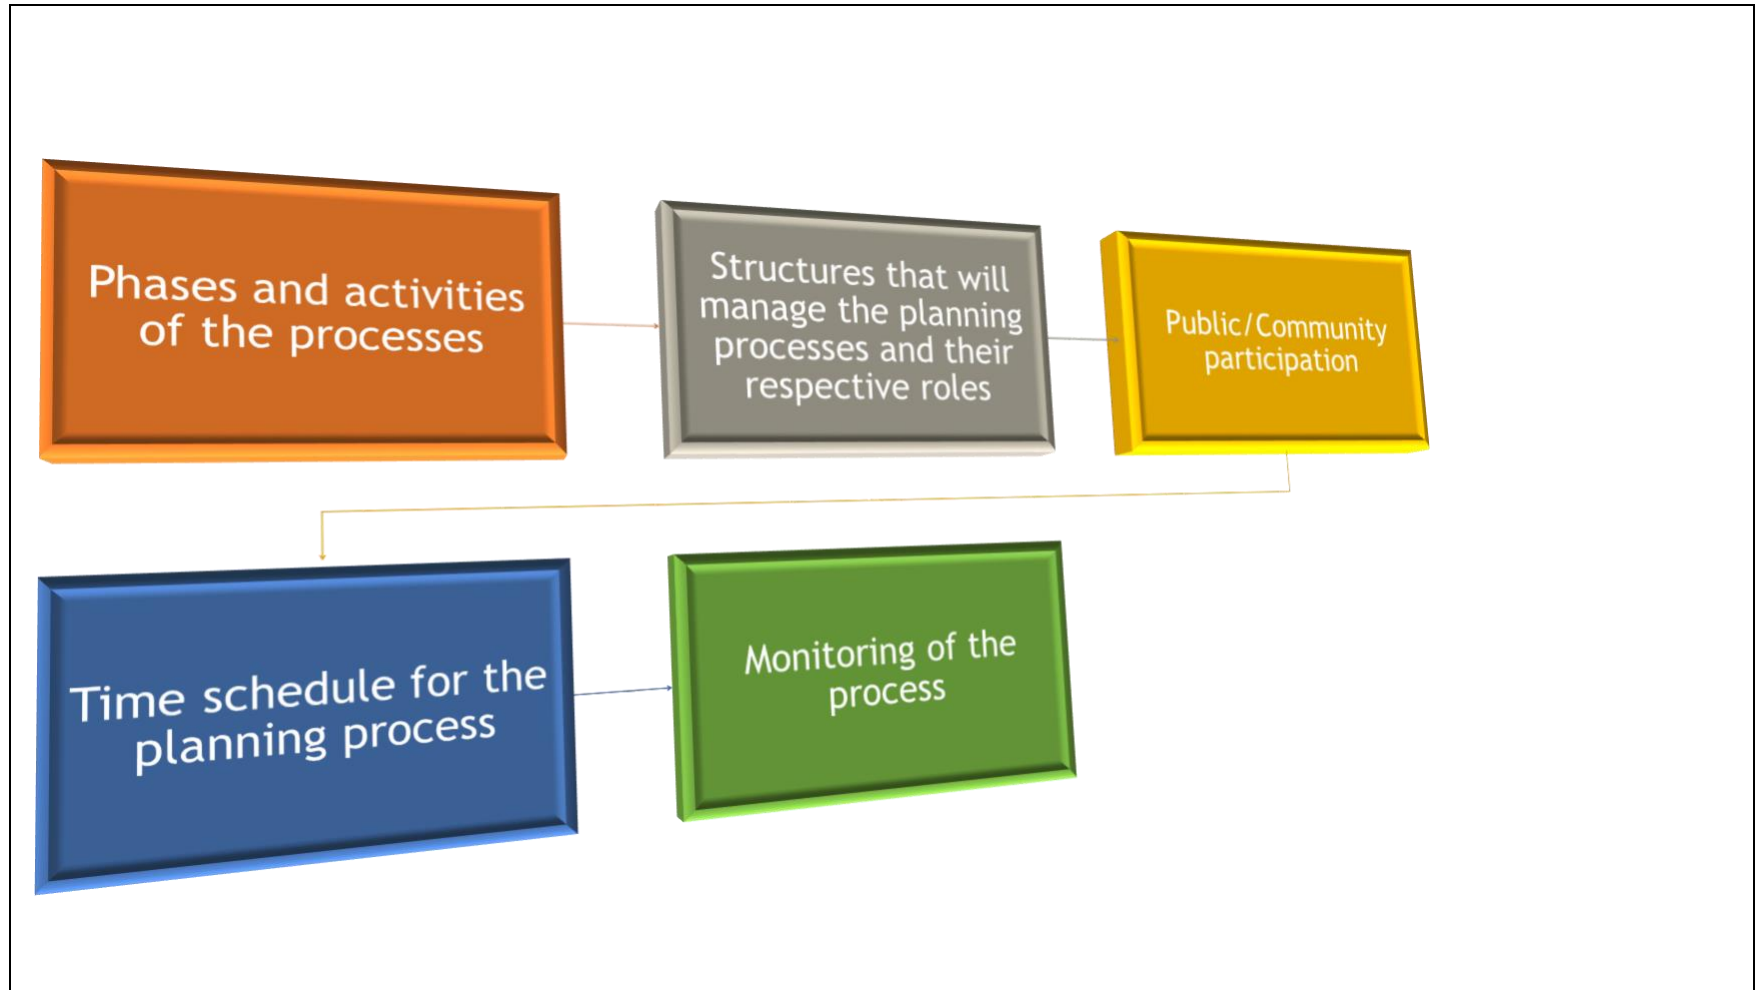 Phases and activities
of the processes
Structures that will
manage the planning
processes and their
respective roles
Public/Community
participation
Time schedule for the
planning process
Monitoring of the
process